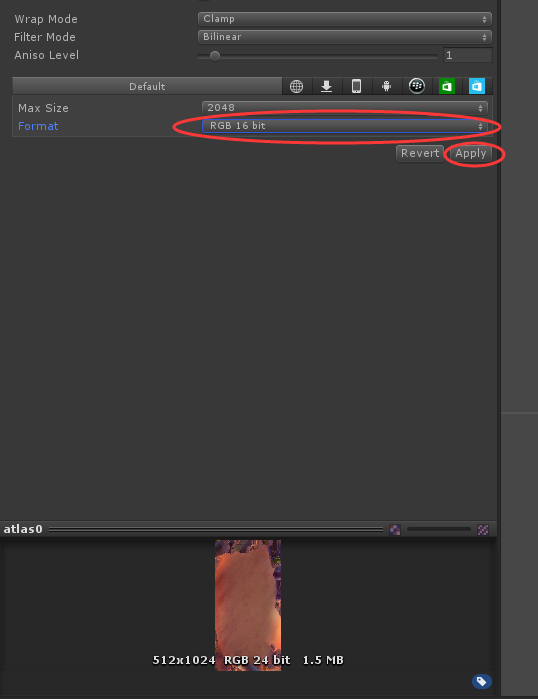 Wrap Mode Clamp
Filter Mode Bilinear
Aniso Level 1
Default
Max Size 2048
Format RGB 16 bit
Revert Apply
atlas0
512x1024 RGB 24 bit 1.5 MB